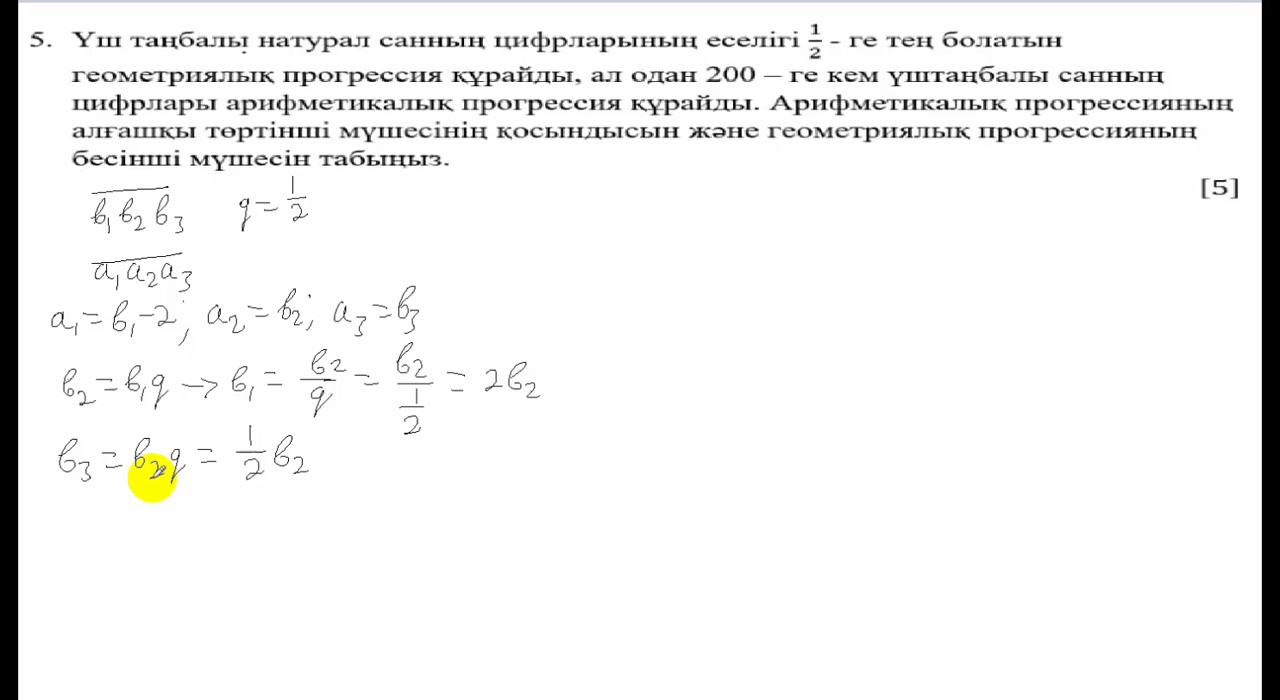 5. Үш таңбалы натурал санның цифрларының еселігі 1/2 - ге тең болатын
геометриялық прогрессия құрайды, ал одан 200 – ге кем үштаңбалы санның
цифрлары арифметикалық прогрессия құрайды. Арифметикалық прогрессияның
алғашқы төртінші мүшесінің қосындысын және геометриялық прогрессияның
бесінші мүшесін табыңыз.
[5]
b₁b₂b₃ q = 1/2
a₁a₂a₃
a₁ = b₁ - 2; a₂ = b₂; a₃ = b₃
b₂ = b₁q → b₁ = b₂/q = b₂/(1/2) = 2b₂
b₃ = b₂q = 1/2 b₂